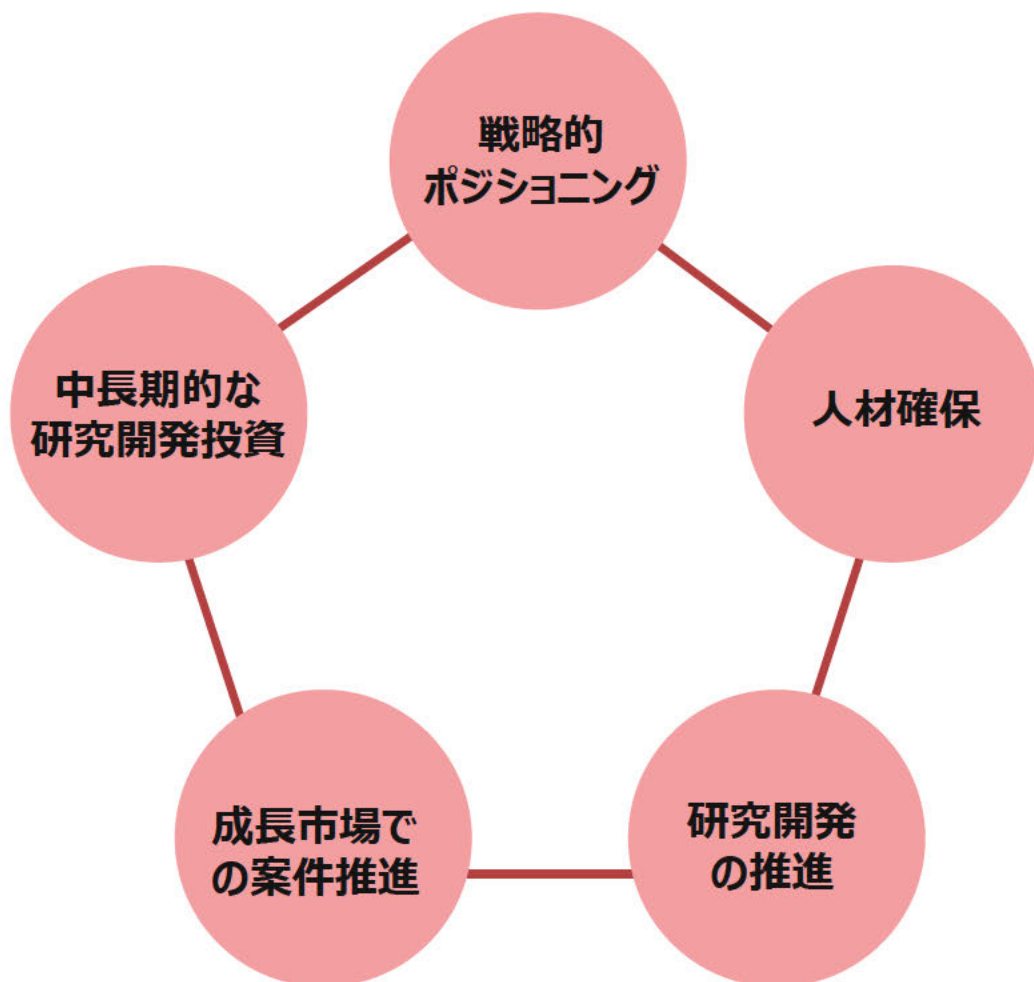 戦略的
ポジショニング
人材確保
研究開発
の推進
成長市場で
の案件推進
中長期的な
研究開発投資